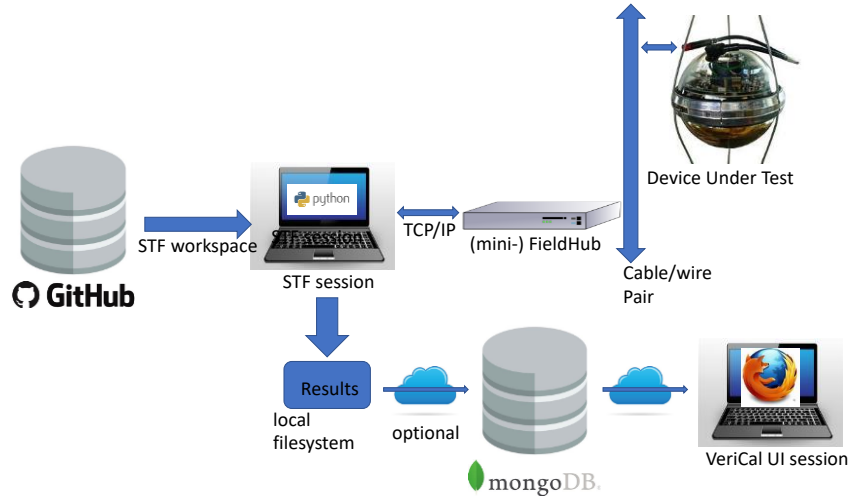 Device Under Test
python
STF workspace
TCP/IP
(mini-) FieldHub
GitHub
STF session
Cable/wire
Pair
Results
local
filesystem
optional
mongoDB.
VeriCal UI session